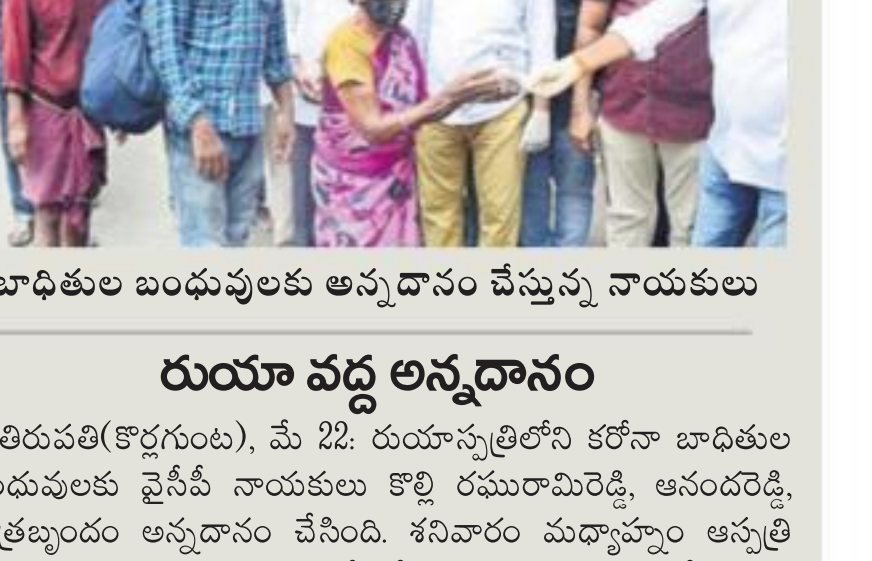 బాధితుల బంధువులకు అన్నదానం చేస్తున్న నాయకులు
రుయా వద్ద అన్నదానం
తిరుపతి(కొర్లగుంట), మే 22: రుయాస్పత్రిలోని కరోనా బాధితుల
బంధువులకు వైసీపీ నాయకులు కొల్లి రఘురామిరెడ్డి, ఆనందరెడ్డి,
అన్నదానం చేసింది. శనివారం మధ్యాహ్నం ఆస్పత్రి